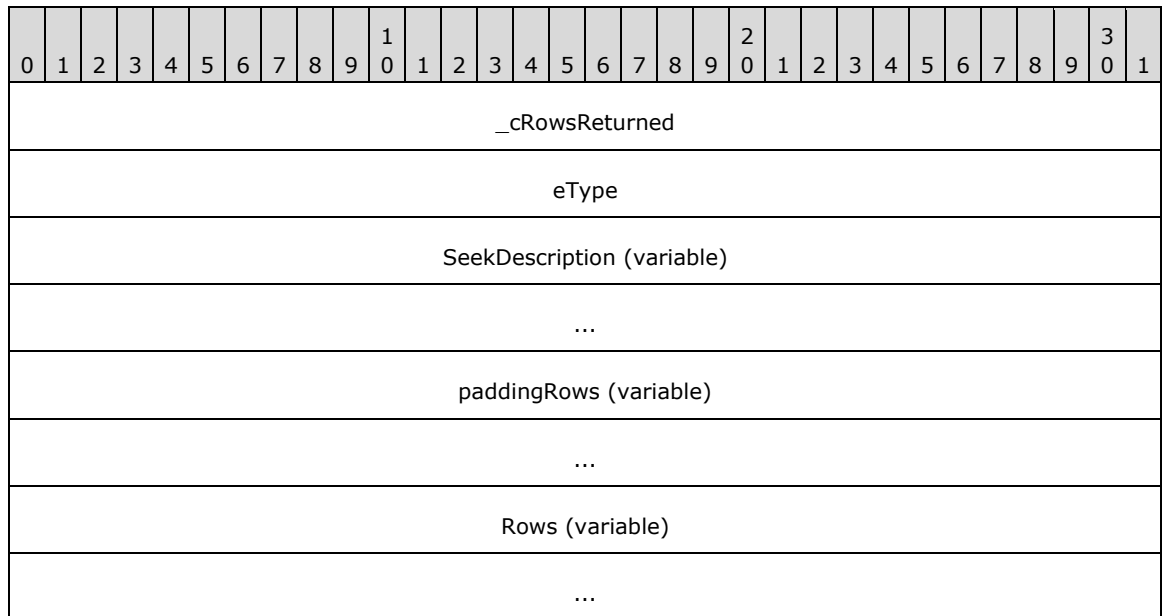 1 2 3
0 1 2 3 4 5 6 7 8 9 0 1 2 3 4 5 6 7 8 9 0 1 2 3 4 5 6 7 8 9 0 1
_cRowsReturned
eType
SeekDescription (variable)
...
paddingRows (variable)
...
Rows (variable)
...